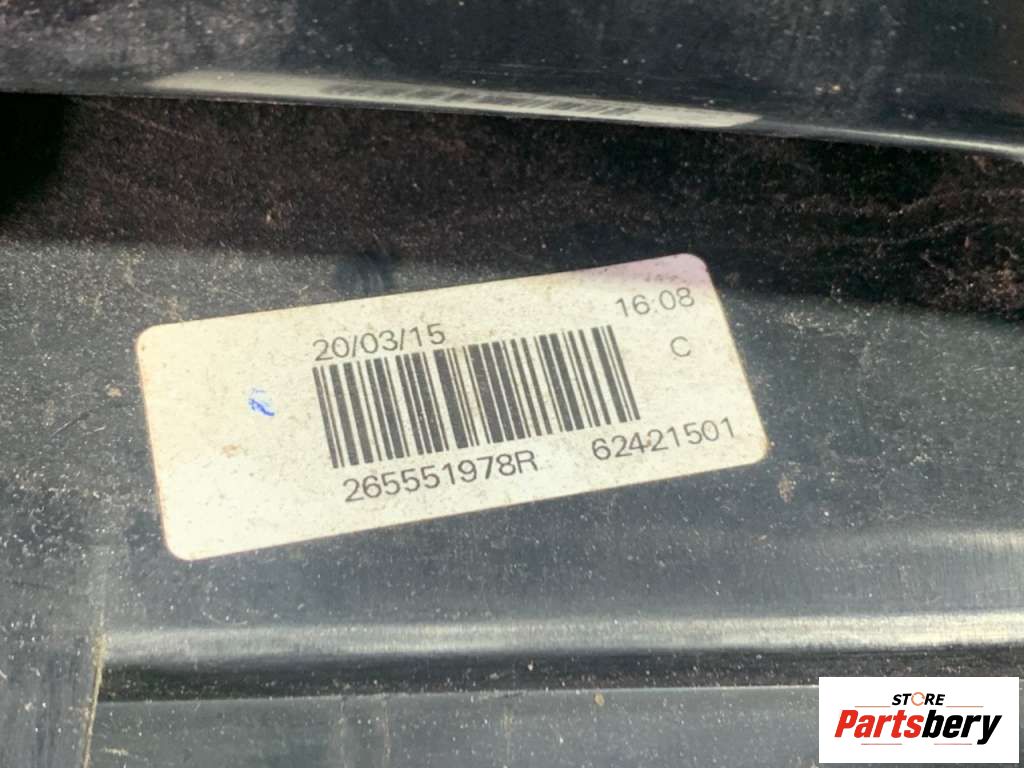 20/03/15 16:08
C
265551978R 62421501
STORE
Partsbery